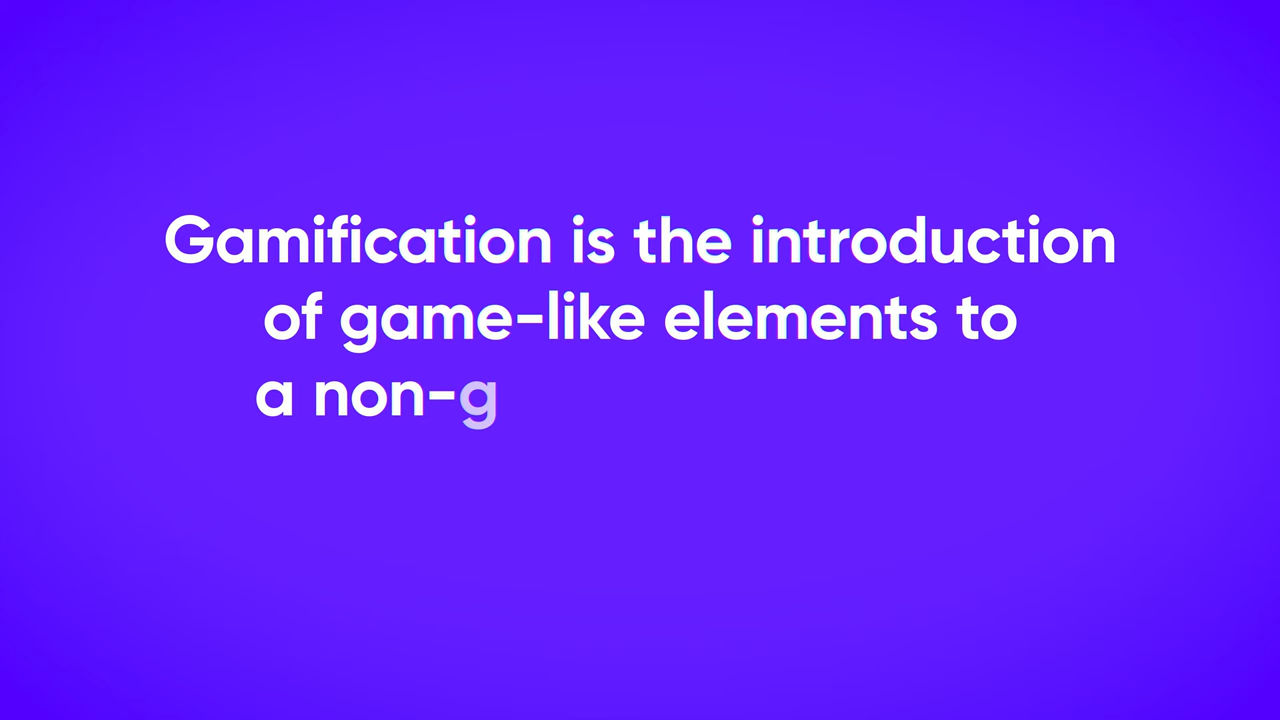 Gamification is the introduction
of game-like elements to
a non-g